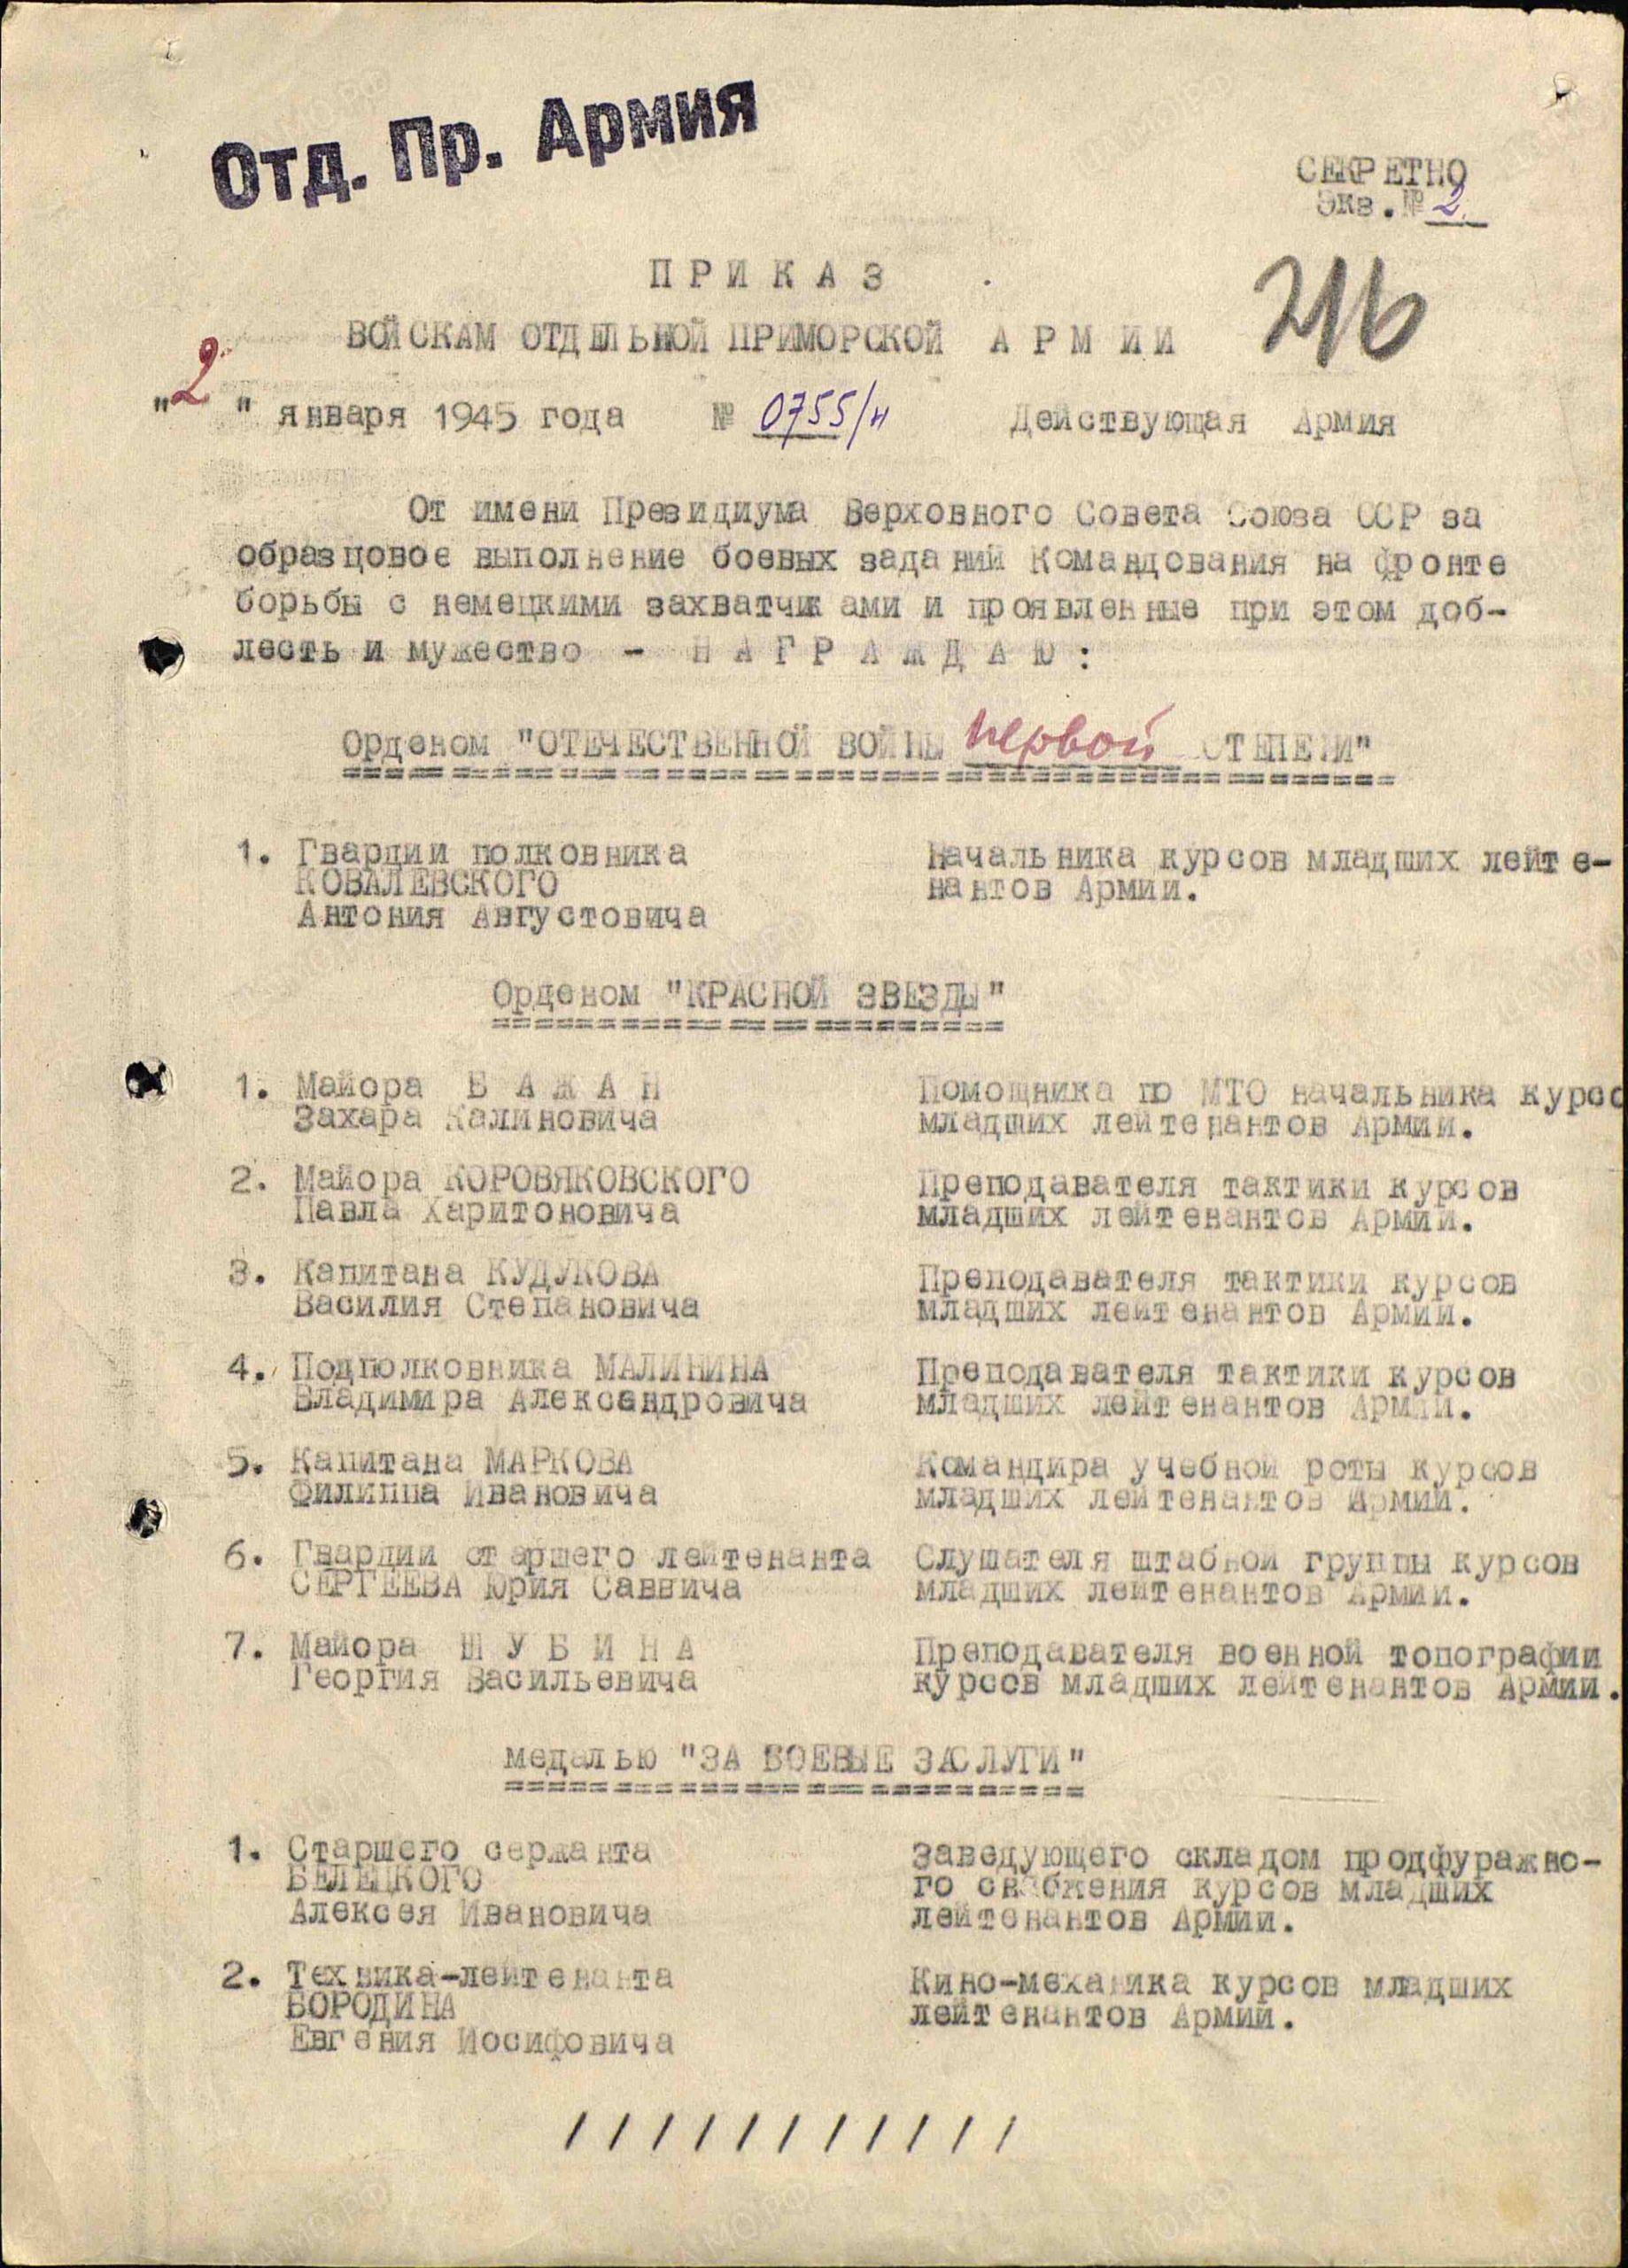 Отд. Пр. Армия
СЕКРЕТНО
Экз.№ 2
П Р И К А З
ВОЙСКАМ ОТДЕЛЬНОЙ ПРИМОРСКОЙ А Р М И И
216
"2" января 1945 года № 0755/н Действующая Армия
От имени Президиума Верховного Совета Союза ССР за
образцовое выполнение боевых заданий Командования на фронте
борьбы с немецкими захватчиками и проявленные при этом доб-
лесть и мужество - Н А Г Р А Ж Д А Ю :
Орденом "ОТЕЧЕСТВЕННОЙ ВОЙНЫ первой СТЕПЕНИ"
1. Гвардии полковника Начальника курсов младших лейте-
КОВАЛЕВСКОГО нантов Армии.
Антония Августовича
Орденом "КРАСНОЙ ЗВЕЗДЫ"
1. Майора Б А Ж А Н Помощника по МТО начальника курсо
Захара Калиновича младших лейтенантов Армии.
2. Майора КОРОВЯКОВСКОГО Преподавателя тактики курсов
Павла Харитоновича младших лейтенантов Армии.
3. Капитана КУДУКОВА Преподавателя тактики курсов
Василия Степановича младших лейтенантов Армии.
4. Подполковника МАЛИНИНА Преподавателя тактики курсов
Владимира Александровича младших лейтенантов Армии.
5. Капитана МАРКОВА Командира учебной роты курсов
Филиппа Ивановича младших лейтенантов Армии.
6. Гвардии старшего лейтенанта Слушателя штабной группы курсов
СЕРГЕЕВА Юрия Саввича младших лейтенантов Армии.
7. Майора Ш У Б И Н А Преподавателя военной топографии
Георгия Васильевича курсов младших лейтенантов Армии.
медалью "ЗА БОЕВЫЕ ЗАСЛУГИ"
1. Старшего сержанта Заведующего складом продфуражно-
БЕЛЕЦКОГО го снабжения курсов младших
Алексея Ивановича лейтенантов Армии.
2. Техника-лейтенанта Кино-механика курсов младших
БОРОДИНА лейтенантов Армии.
Евгения Иосифовича
/ / / / / / / / / / /